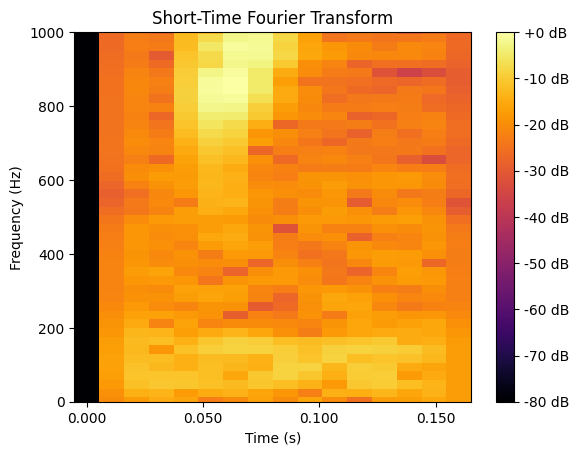 Short-Time Fourier Transform
1000
800
600
400
200
0
Frequency (Hz)
0.000
0.050
0.100
0.150
Time (s)
+0 dB
-10 dB
-20 dB
-30 dB
-40 dB
-50 dB
-60 dB
-70 dB
-80 dB